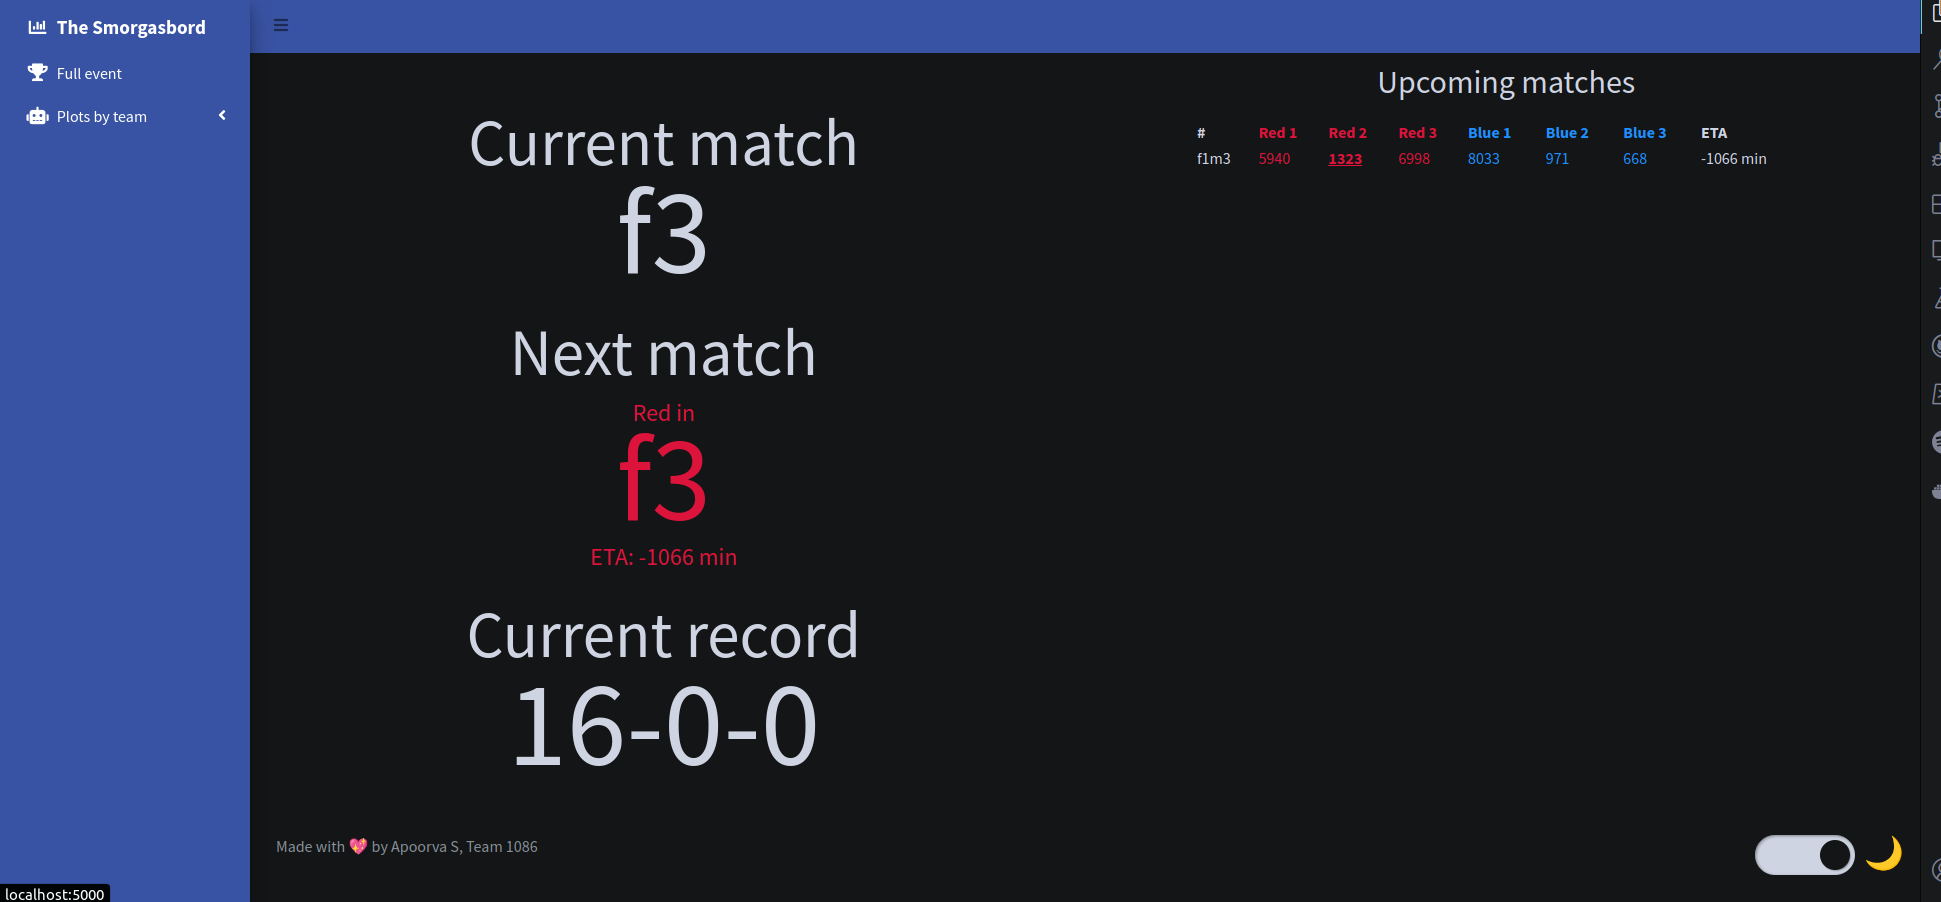 The Smorgasbord
Full event
Plots by team
Current match
f3
Next match
Red in
f3
ETA: -1066 min
Current record
16-0-0
Upcoming matches
# Red 1 Red 2 Red 3 Blue 1 Blue 2 Blue 3 ETA
f1m3 5940 1323 6998 8033 971 668 -1066 min
Made with 💖 by Apoorva S, Team 1086
localhost:5000